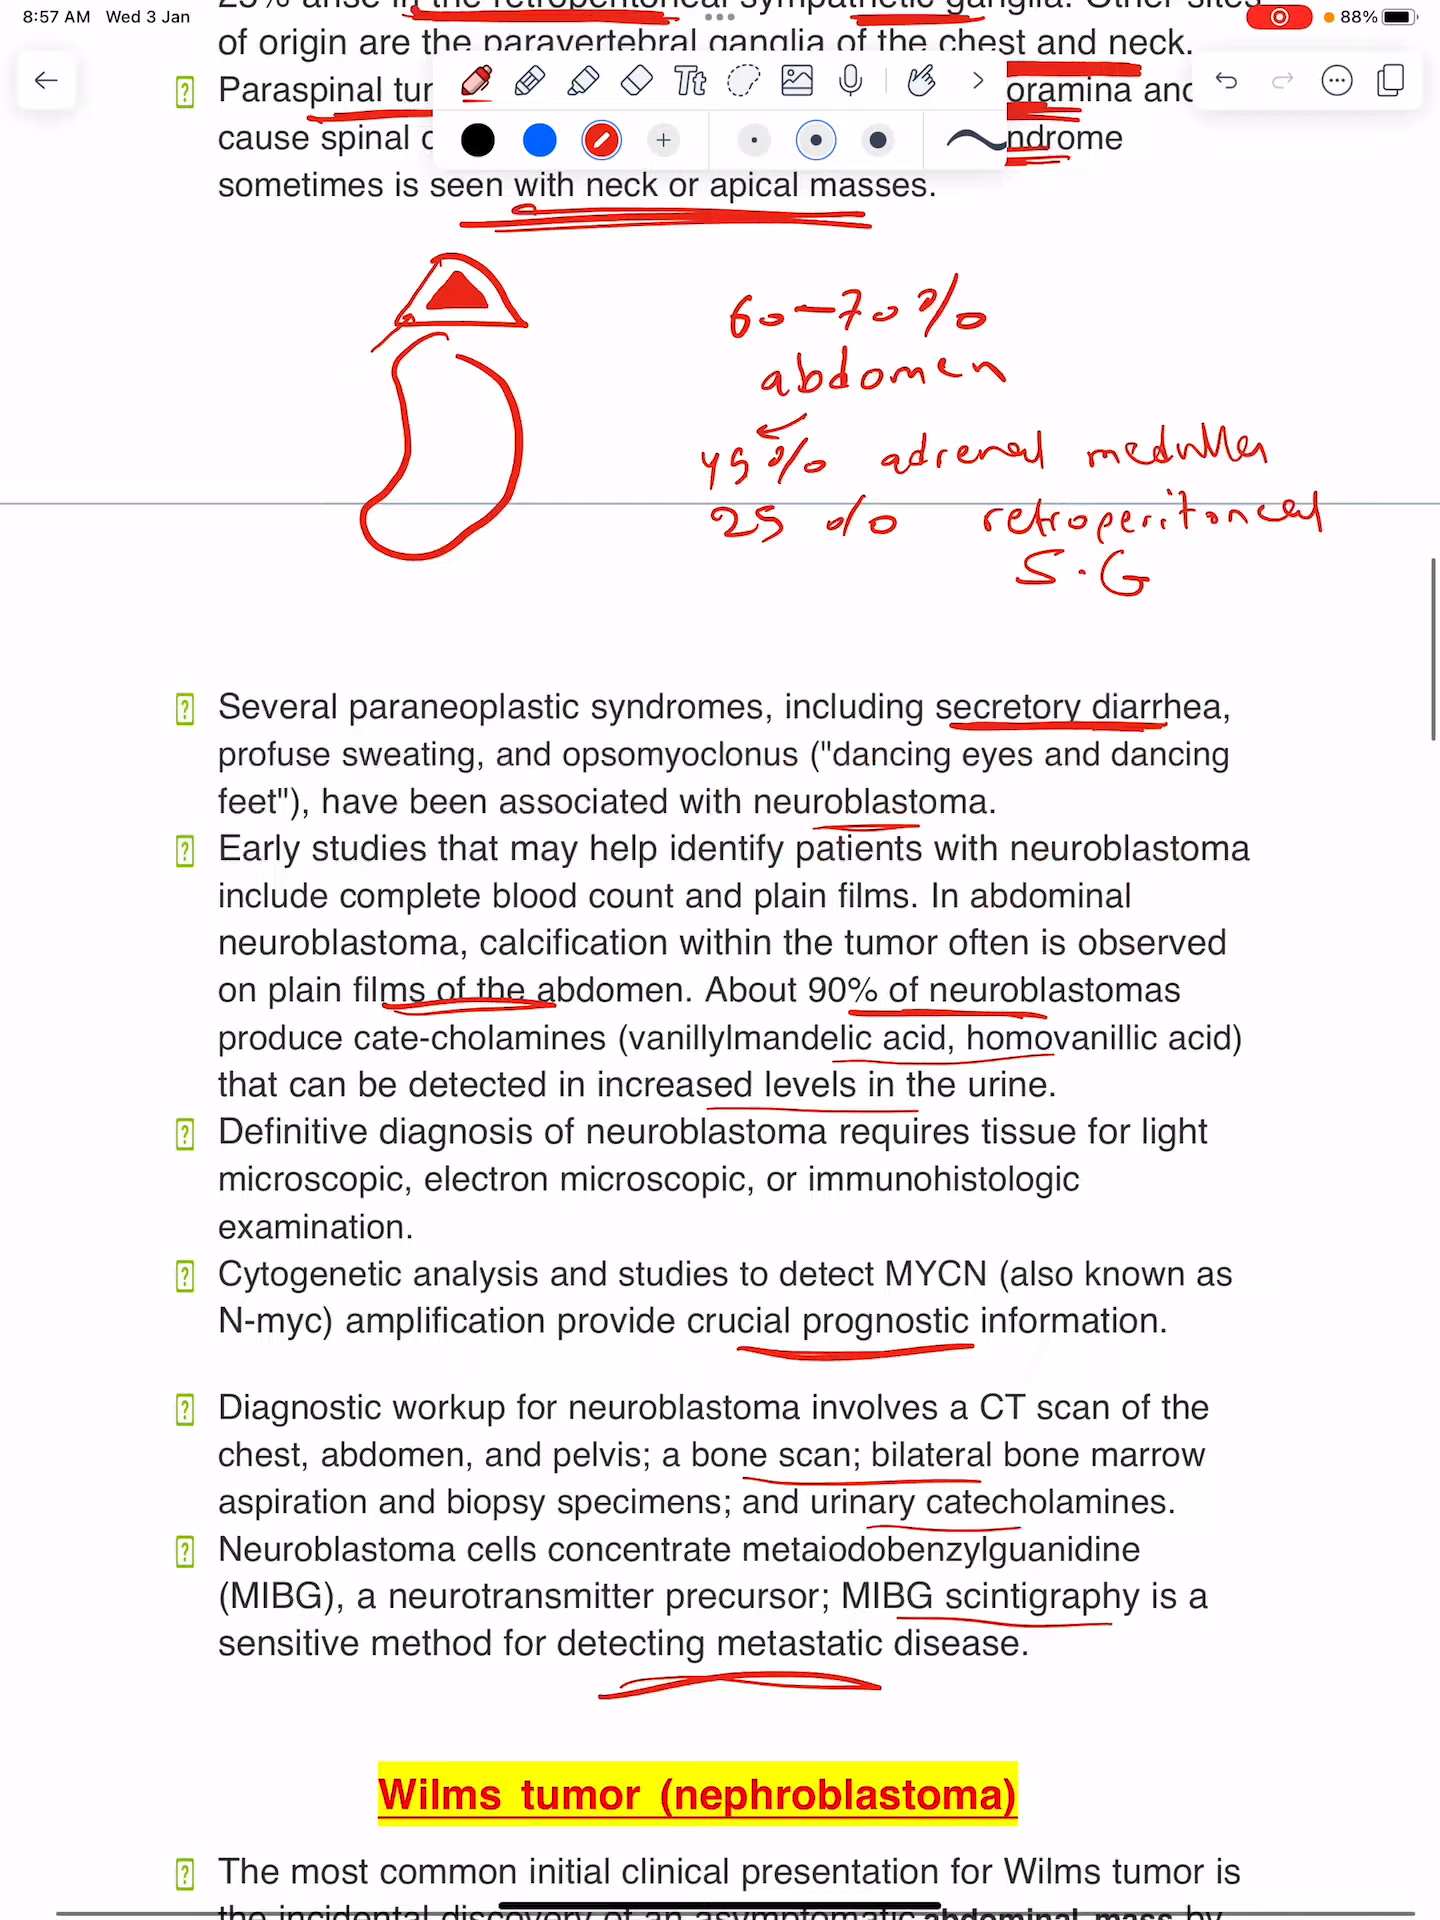 8:57 AM Wed 3 Jan
88%
of origin are the paravertebral ganglia of the chest and neck.
Paraspinal
and
cause spinal
sometimes is seen with neck or apical masses.
Tt
60-70%
abdomen
45% adrenal medulla
25% retroperitoneal
S.G
Several paraneoplastic syndromes, including secretory diarrhea,
profuse sweating, and opsomyoclonus ("dancing eyes and dancing
feet"), have been associated with neuroblastoma.
Early studies that may help identify patients with neuroblastoma
include complete blood count and plain films. In abdominal
neuroblastoma, calcification within the tumor often is observed
on plain films of the abdomen. About 90% of neuroblastomas
produce cate-cholamines (vanillylmandelic acid, homovanillic acid)
that can be detected in increased levels in the urine.
Definitive diagnosis of neuroblastoma requires tissue for light
microscopic, electron microscopic, or immunohistologic
examination.
Cytogenetic analysis and studies to detect MYCN (also known as
N-myc) amplification provide crucial prognostic information.
Diagnostic workup for neuroblastoma involves a CT scan of the
chest, abdomen, and pelvis; a bone scan; bilateral bone marrow
aspiration and biopsy specimens; and urinary catecholamines.
Neuroblastoma cells concentrate metaiodobenzylguanidine
(MIBG), a neurotransmitter precursor; MIBG scintigraphy is a
sensitive method for detecting metastatic disease.
Wilms tumor (nephroblastoma)
The most common initial clinical presentation for Wilms tumor is
the incidental discovery of an asymptomatic abdominal mass by